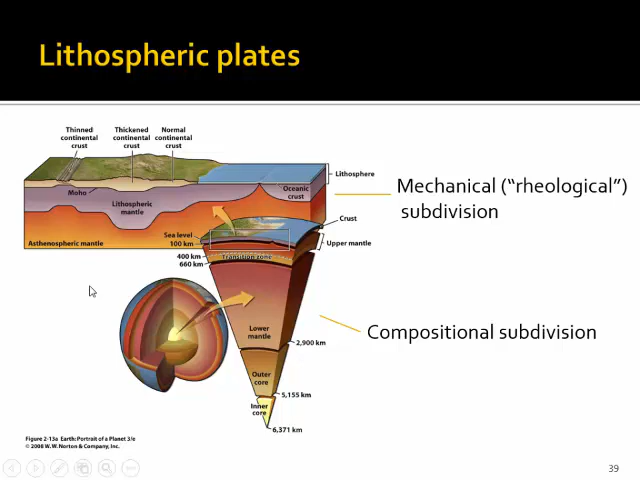 Lithospheric plates
Thinned
continental
crust
Thickened
continental
crust
Normal
continental
crust
Lithosphere
Moho
Oceanic
crust
Lithospheric
mantle
Mechanical (“rheological”)
subdivision
Crust
Sea level
100 km
Asthenospheric mantle
Upper mantle
400 km
660 km
Transition zone
Lower
mantle
Compositional subdivision
2,900 km
Outer
core
5,155 km
Inner
core
6,371 km
Figure 2-13a Earth: Portrait of a Planet 3/e
© 2008 W.W. Norton & Company, Inc.
39